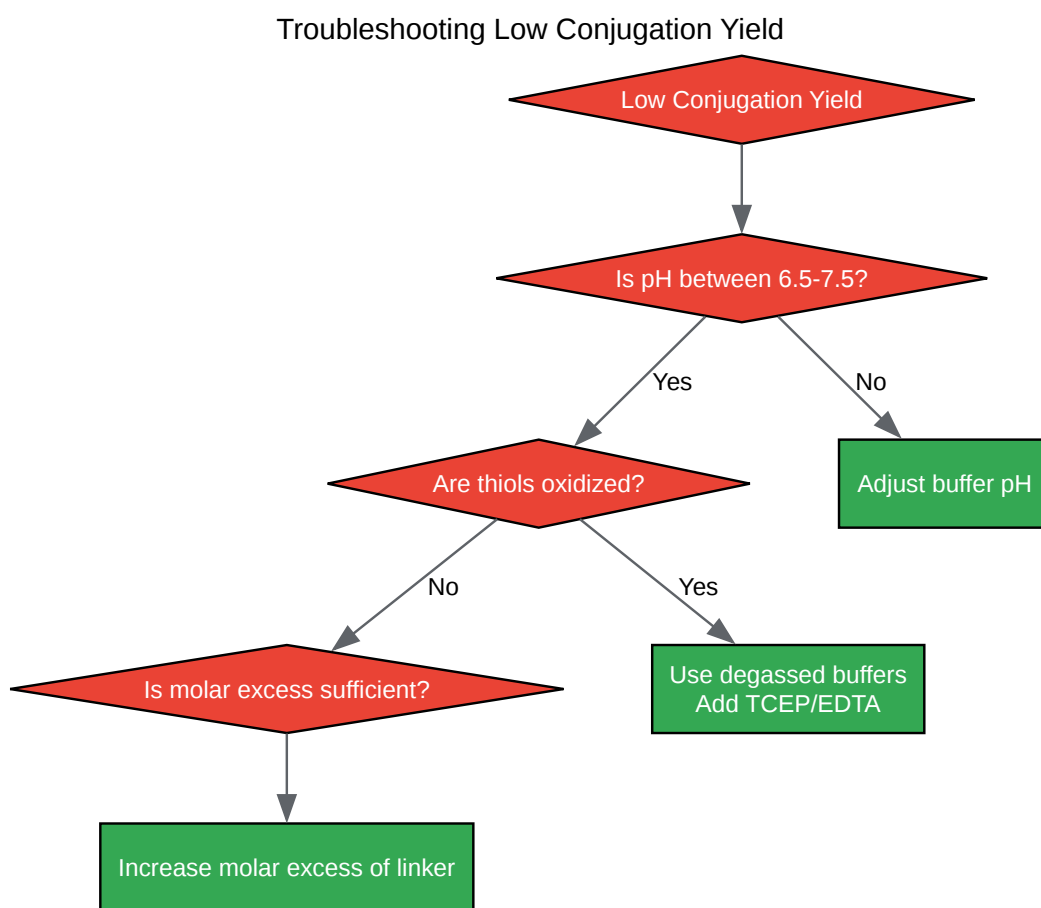 Troubleshooting Low Conjugation Yield
Low Conjugation Yield
Is pH between 6.5-7.5?
Yes
No
Are thiols oxidized?
Adjust buffer pH
No
Yes
Is molar excess sufficient?
Use degassed buffers
Add TCEP/EDTA
Increase molar excess of linker